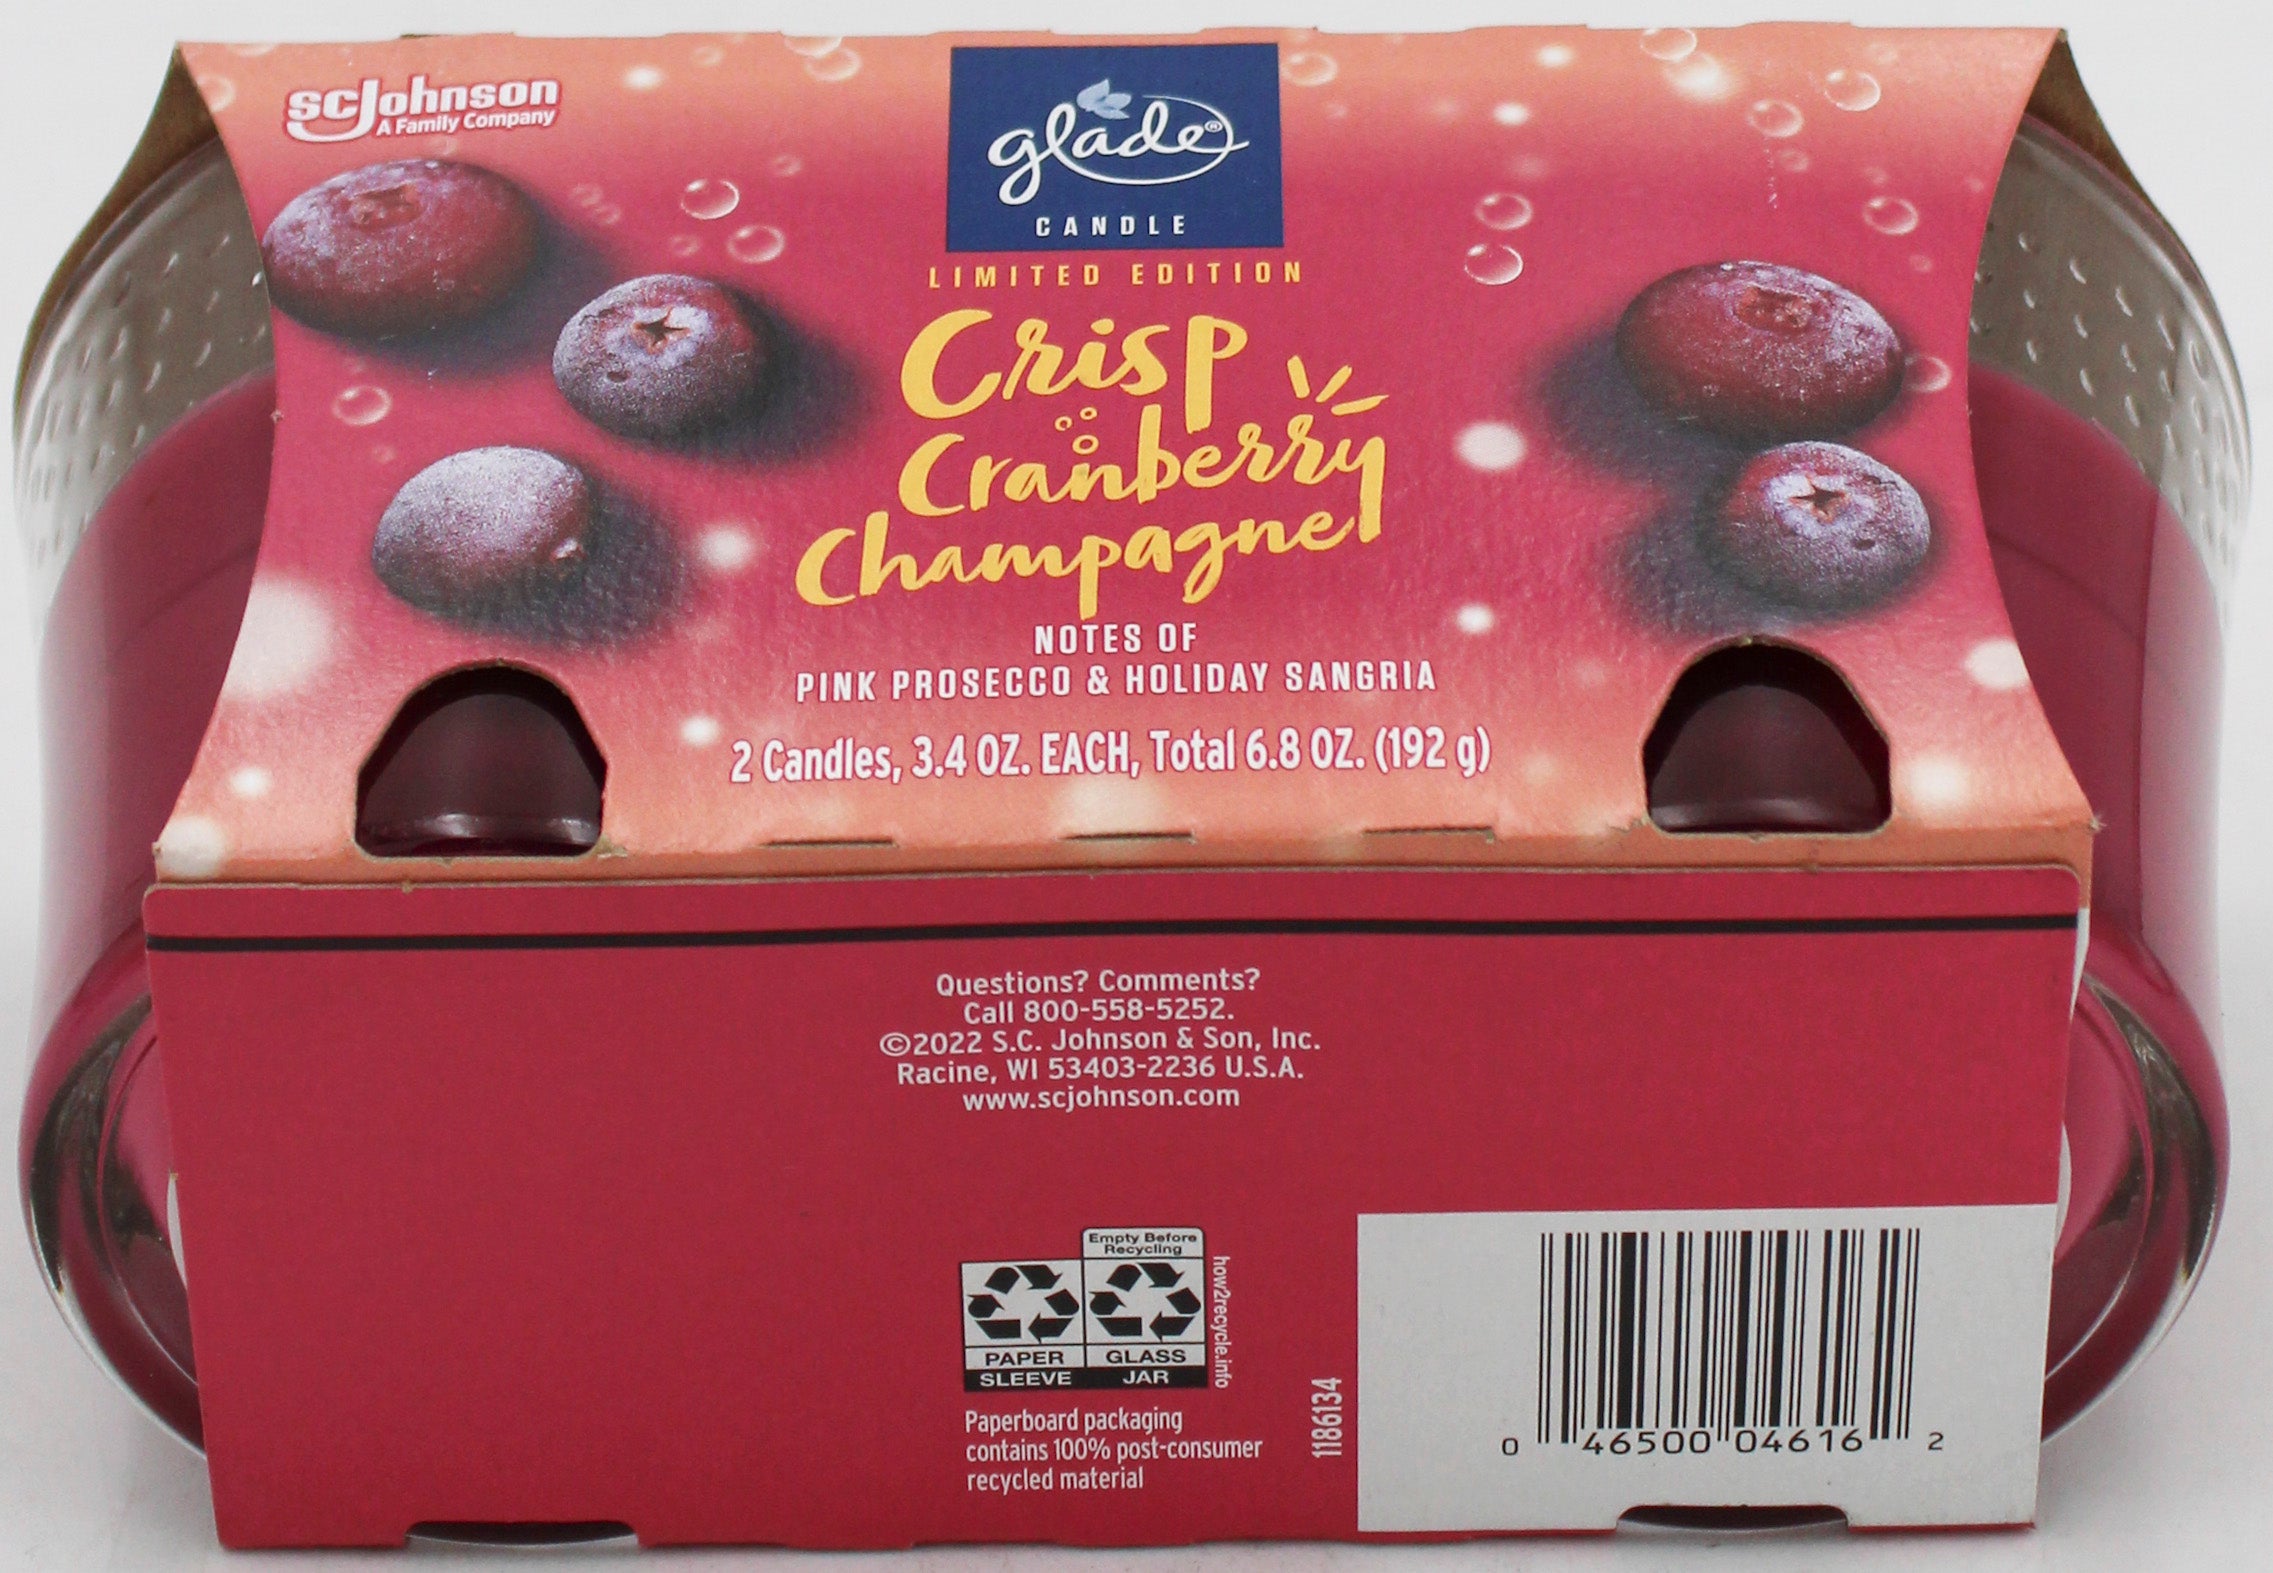 SCJohnson
A Family Company
glade®
CANDLE
LIMITED EDITION
Crisp
Cranberry
Champagne
NOTES OF
PINK PROSECCO & HOLIDAY SANGRIA
2 Candles, 3.4 OZ. EACH, Total 6.8 OZ. (192 g)
Questions? Comments?
Call 800-558-5252.
©2022 S.C. Johnson & Son, Inc.
Racine, WI 53403-2236 U.S.A.
www.scjohnson.com
Empty Before
Recycling
PAPER
SLEEVE
GLASS
JAR
how2recycle.info
Paperboard packaging
contains 100% post-consumer
recycled material
1186134
0 46500 04616 2